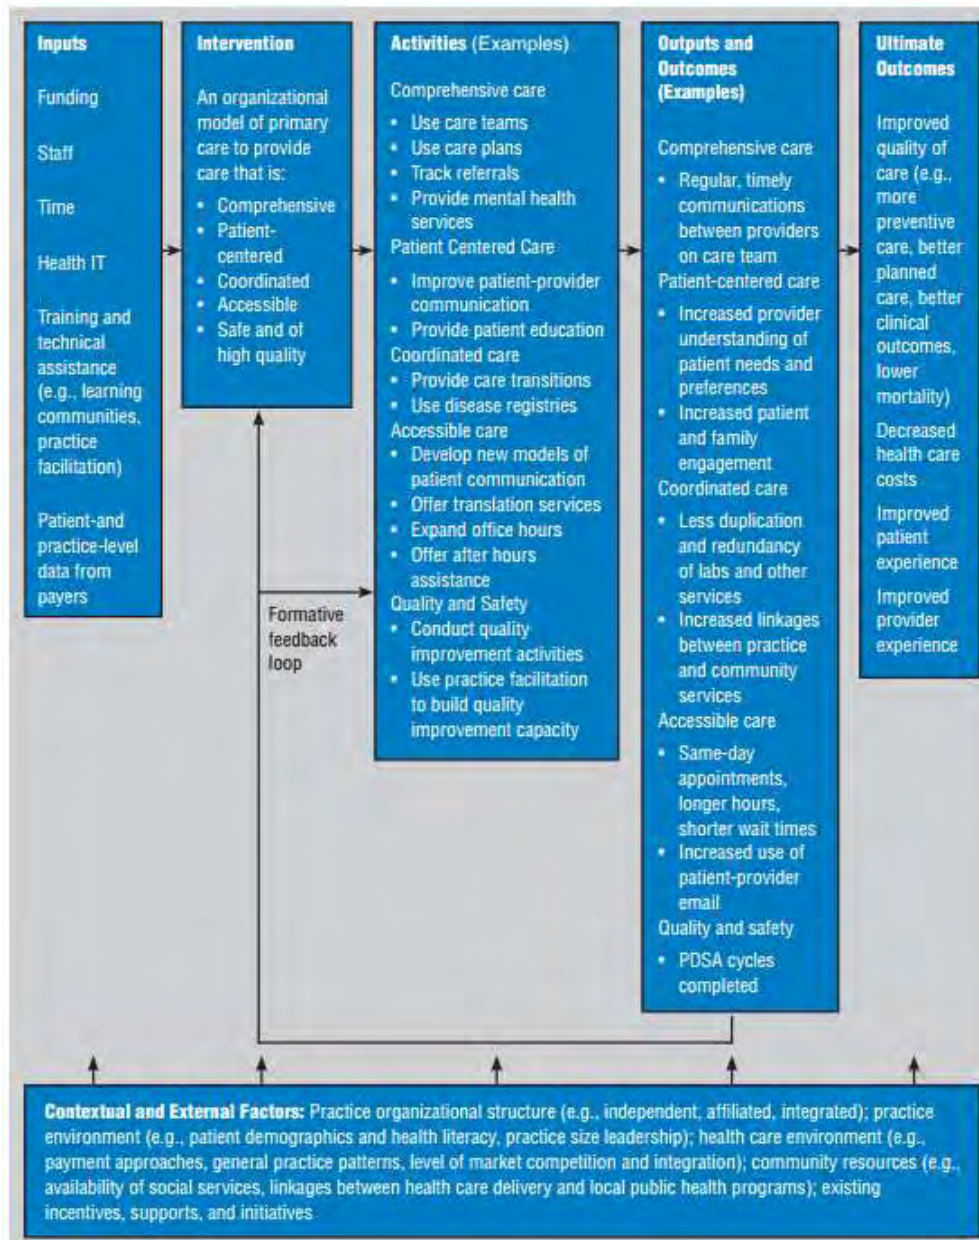 Inputs
Funding
Staff
Time
Health IT
Training and
technical
assistance
(e.g., learning
communities,
practice
facilitation)
Patient-and
practice-level
data from
payers
Intervention
An organizational
model of primary
care to provide
care that is:
• Comprehensive
• Patient-
centered
• Coordinated
• Accessible
• Safe and of
high quality
Formative
feedback
loop
Activities (Examples)
Comprehensive care
• Use care teams
• Use care plans
• Track referrals
• Provide mental health
services
Patient Centered Care
• Improve patient-provider
communication
• Provide patient education
Coordinated care
• Provide care transitions
• Use disease registries
Accessible care
• Develop new models of
patient communication
• Offer translation services
• Expand office hours
• Offer after hours
assistance
Quality and Safety
• Conduct quality
improvement activities
• Use practice facilitation
to build quality
improvement capacity
Outputs and
Outcomes
(Examples)
Comprehensive care
• Regular, timely
communications
between providers
on care team
Patient-centered care
• Increased provider
understanding of
patient needs and
preferences
• Increased patient
and family
engagement
Coordinated care
• Less duplication
and redundancy
of labs and other
services
• Increased linkages
between practice
and community
services
Accessible care
• Same-day
appointments,
longer hours,
shorter wait times
• Increased use of
patient-provider
email
Quality and safety
• PDSA cycles
completed
Ultimate
Outcomes
Improved
quality of
care (e.g.,
more
preventive
care, better
planned
care, better
clinical
outcomes,
lower
mortality)
Decreased
health care
costs
Improved
patient
experience
Improved
provider
experience
Contextual and External Factors: Practice organizational structure (e.g., independent, affiliated, integrated); practice
environment (e.g., patient demographics and health literacy, practice size leadership); health care environment (e.g.,
payment approaches, general practice patterns, level of market competition and integration); community resources (e.g.,
availability of social services, linkages between health care delivery and local public health programs); existing
incentives, supports, and initiatives